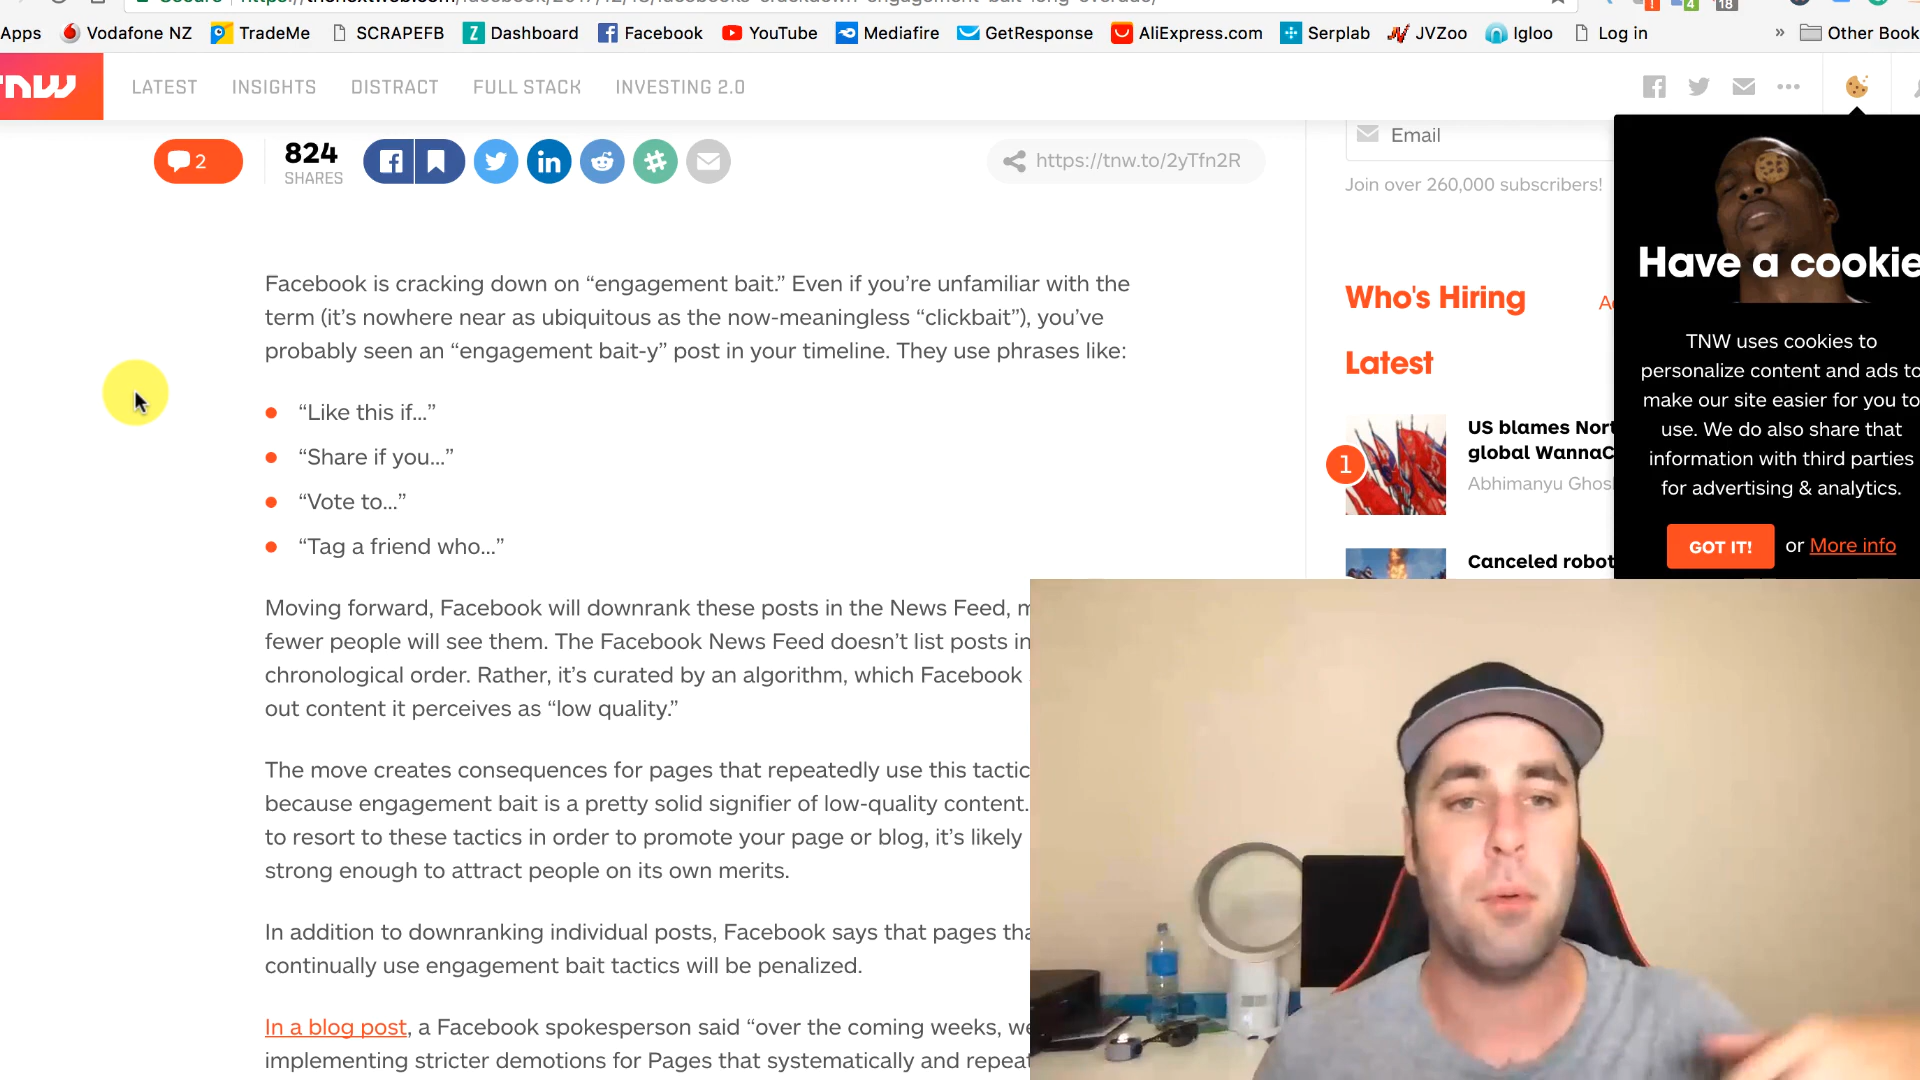 Apps Vodafone NZ TradeMe SCRAPEFB Dashboard Facebook YouTube Mediafire GetResponse AliExpress.com Serplab JVZoo Igloo Log in » Other Book
TNW LATEST INSIGHTS DISTRACT FULL STACK INVESTING 2.0
2 824 SHARES https://tnw.to/2yTfn2R
Facebook is cracking down on “engagement bait.” Even if you’re unfamiliar with the
term (it’s nowhere near as ubiquitous as the now-meaningless “clickbait”), you’ve
probably seen an “engagement bait-y” post in your timeline. They use phrases like:
“Like this if...”
“Share if you...”
“Vote to...”
“Tag a friend who...”
Moving forward, Facebook will downrank these posts in the News Feed, m
fewer people will see them. The Facebook News Feed doesn’t list posts in
chronological order. Rather, it’s curated by an algorithm, which Facebook
out content it perceives as “low quality.”
The move creates consequences for pages that repeatedly use this tactic
because engagement bait is a pretty solid signifier of low-quality content.
to resort to these tactics in order to promote your page or blog, it’s likely
strong enough to attract people on its own merits.
In addition to downranking individual posts, Facebook says that pages tha
continually use engagement bait tactics will be penalized.
In a blog post, a Facebook spokesperson said “over the coming weeks, we
implementing stricter demotions for Pages that systematically and repeat
Email
Join over 260,000 subscribers!
Who's Hiring
Latest
1
US blames Nort
global WannaC
Abhimanyu Ghosh
Canceled robot
Have a cookie
TNW uses cookies to
personalize content and ads to
make our site easier for you to
use. We do also share that
information with third parties
for advertising & analytics.
GOT IT! or More info